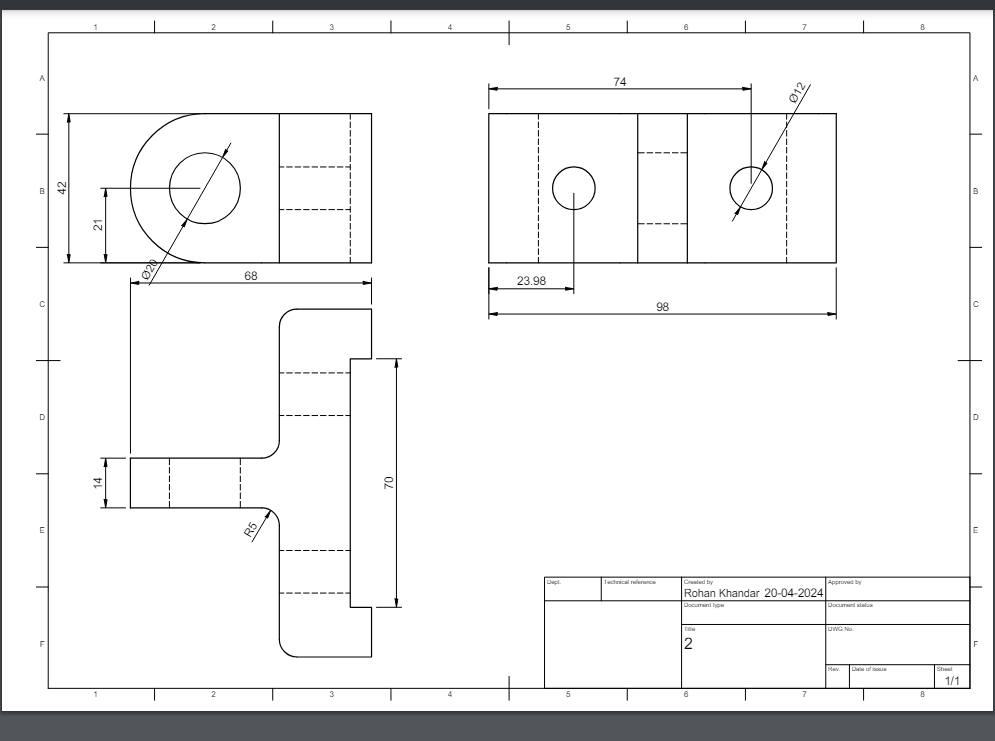 1 2 3 4 5 6 7 8
A A
74
Ø12
42
B B
21
Ø20
68
23.98
C C
98
D D
14
70
R5
E E
Dept. Technical reference Created by Approved by
Rohan Khandar 20-04-2024
Document type Document status
Title DWG No.
2
F F
Rev. Date of issue Sheet
1/1
1 2 3 4 5 6 7 8